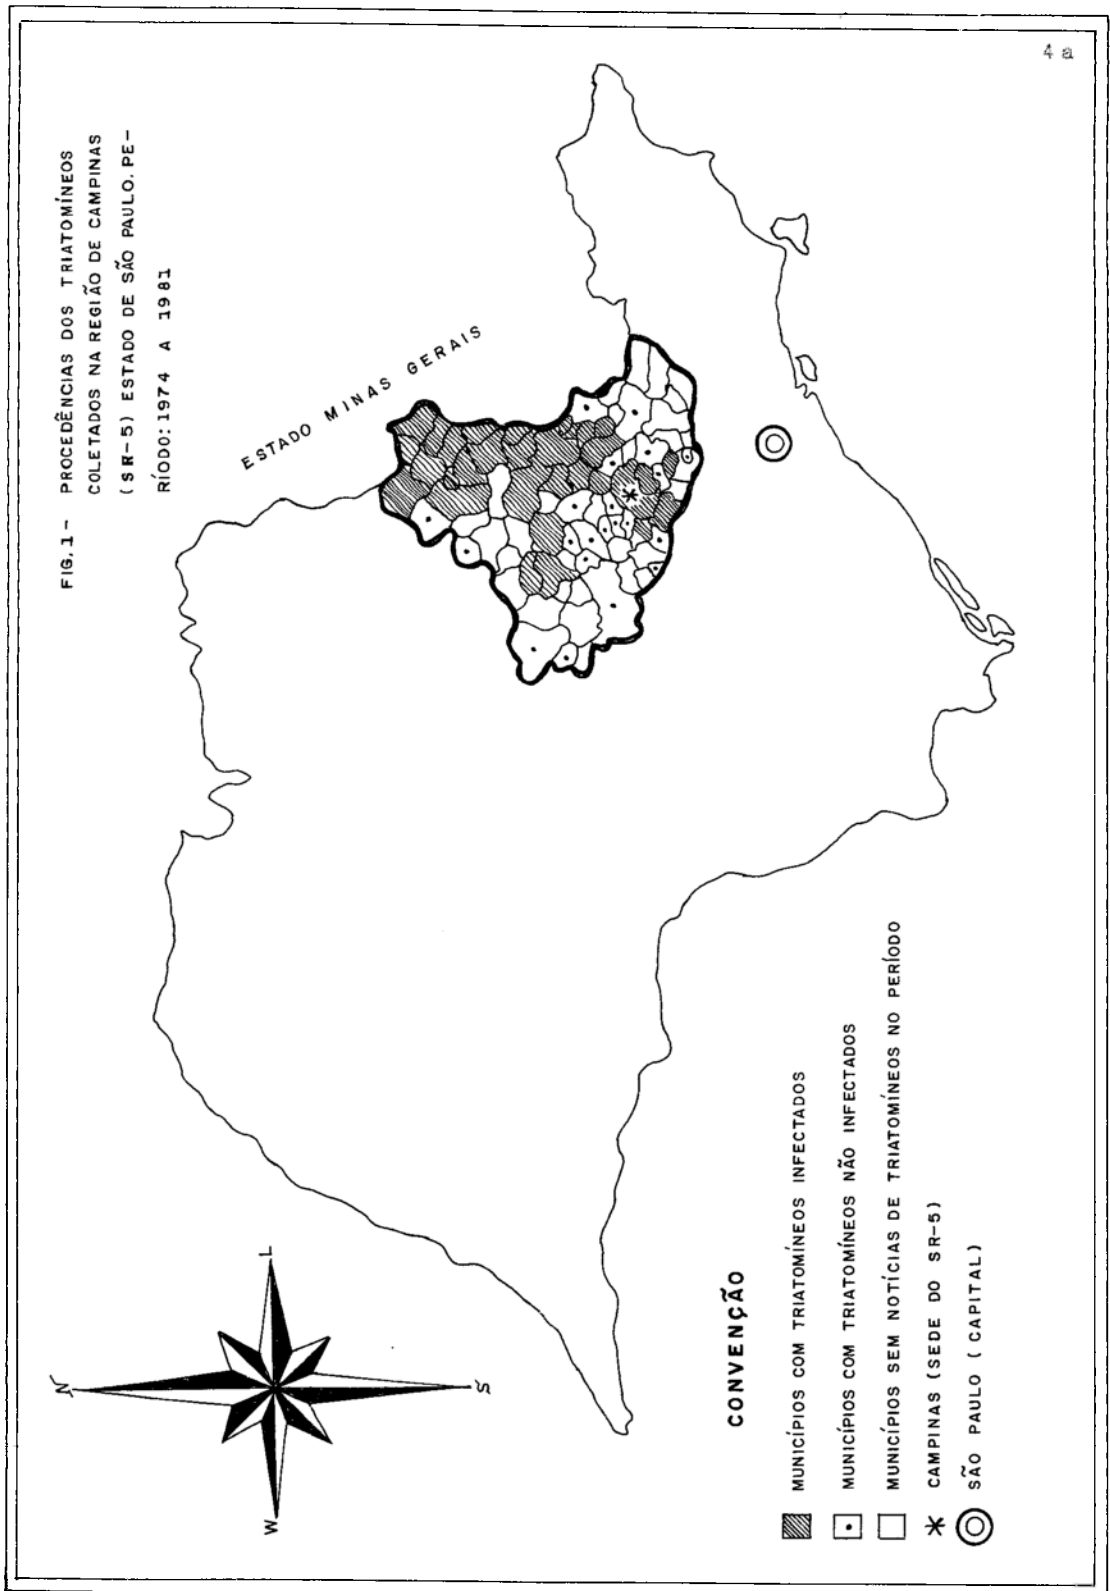 4 a
FIG. 1 - PROCEDÊNCIAS DOS TRIATOMÍNEOS
COLETADOS NA REGIÃO DE CAMPINAS
(SR-5) ESTADO DE SÃO PAULO. PE-
RÍODO: 1974 A 1981
ESTADO MINAS GERAIS
N
L
S
W
CONVENÇÃO
MUNICÍPIOS COM TRIATOMÍNEOS INFECTADOS
MUNICÍPIOS COM TRIATOMÍNEOS NÃO INFECTADOS
MUNICÍPIOS SEM NOTÍCIAS DE TRIATOMÍNEOS NO PERÍODO
CAMPINAS (SEDE DO SR-5)
SÃO PAULO ( CAPITAL )